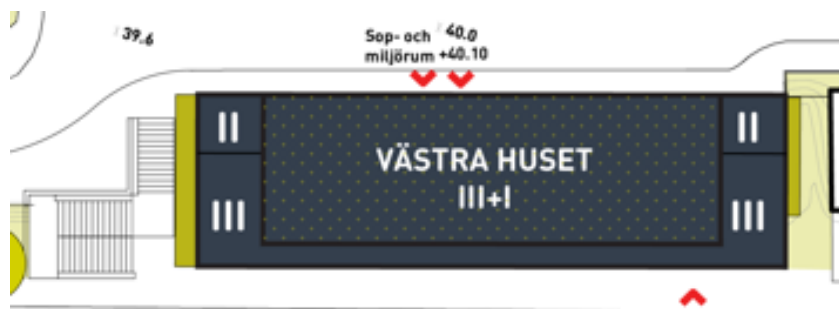 39.6
Sop- och 40.0
miljörum +40.10
II
II
VÄSTRA HUSET
III+I
III
III